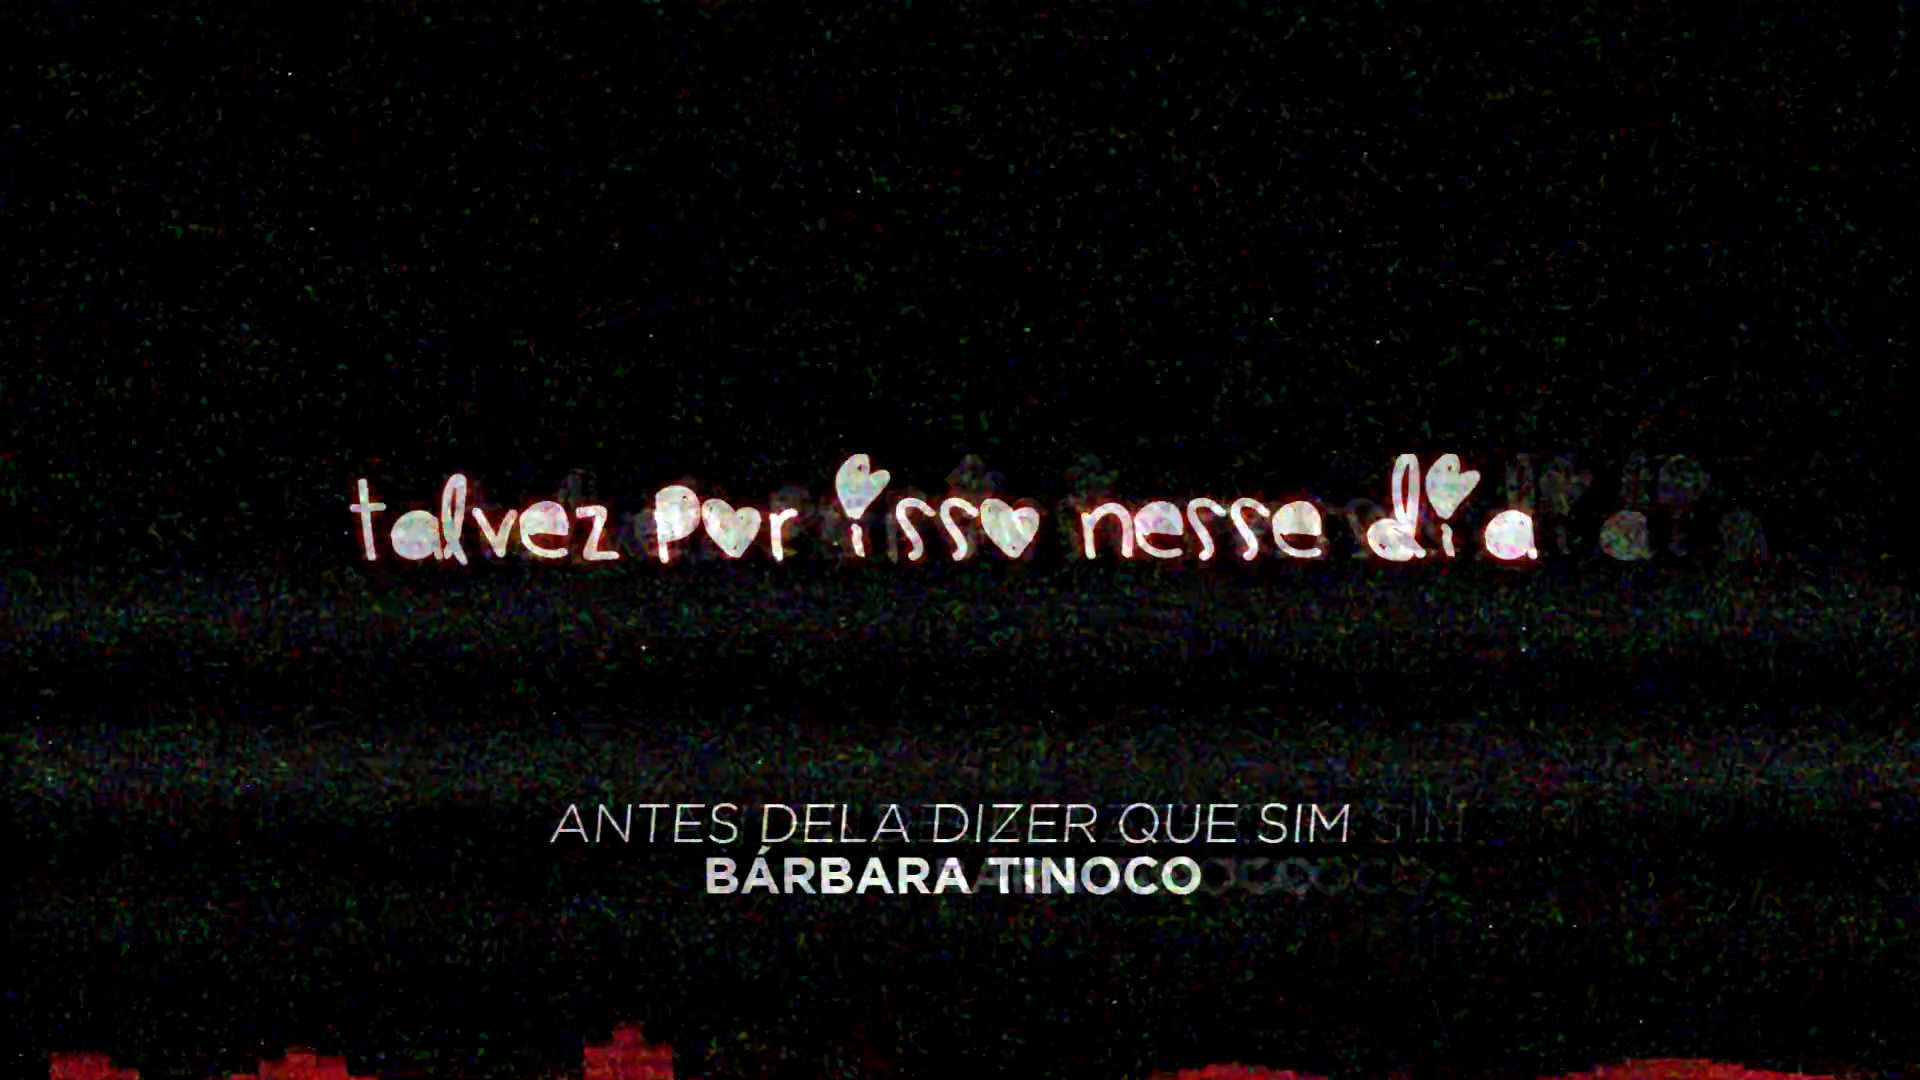 talvez por isso nesse dia
ANTES DELA DIZER QUE SIM
BÁRBARA TINOCO